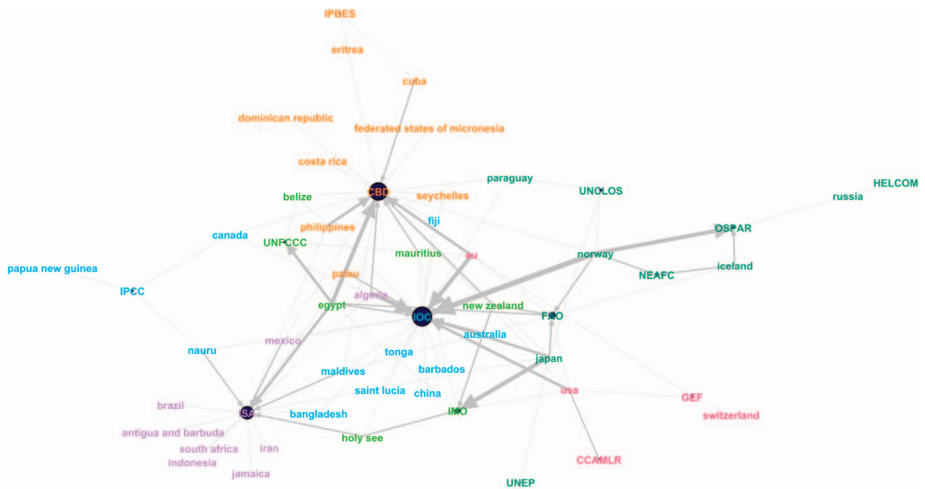 IPBES
eritrea
cuba
dominican republic
federated states of micronesia
costa rica
paraguay
UNOLOS
HELCOM
CBD
seychelles
russia
belize
philippines
fiji
OSPAR
canada
UNFCCC
mauritius
eu
norway
papua new guinea
palau
NEAFC
iceland
IPCC
algeria
egypt
new zealand
IOC
FAO
mexico
australia
nauru
tonga
japan
maldives
barbados
saint lucia
china
usa
GEF
brazil
ISA
bangladesh
IMO
switzerland
antigua and barbuda
holy see
south africa
iran
indonesia
CCAMLR
jamaica
UNEP